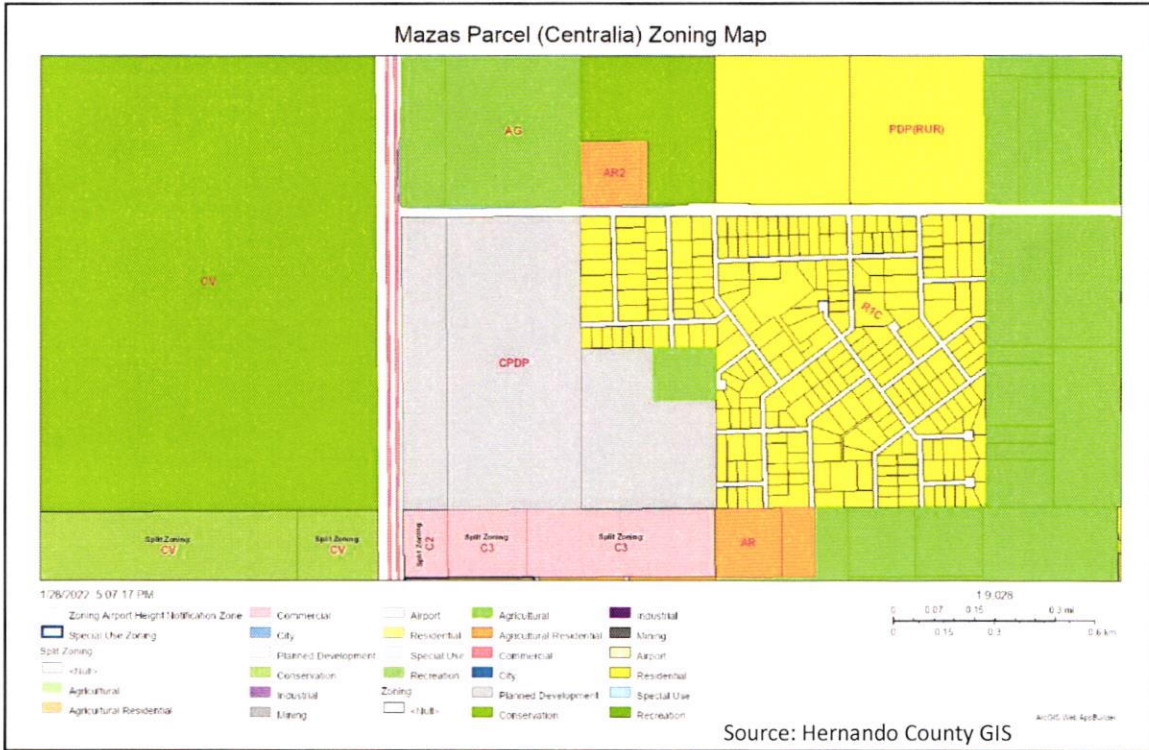 Mazas Parcel (Centralia) Zoning Map
AG
PDP(RUR)
AR2
CV
R1C
CPDP
Split Zoning
CV
Split Zoning
CV
Split Zoning
C2
Split Zoning
C3
Split Zoning
C3
AR
1/28/2022, 5:07:17 PM
1:9,028
Zoning Airport Height Notification Zone
Special Use Zoning
Split Zoning
<Null>
Agricultural
Agricultural Residential
Commercial
City
Planned Development
Conservation
Industrial
Mining
Airport
Residential
Special Use
Recreation
Zoning
<Null>
Agricultural
Agricultural Residential
Commercial
City
Planned Development
Conservation
Industrial
Mining
Airport
Residential
Special Use
Recreation
0 0.07 0.15 0.3 mi
0 0.15 0.3 0.6 km
ArcGIS Web AppBuilder
Source: Hernando County GIS